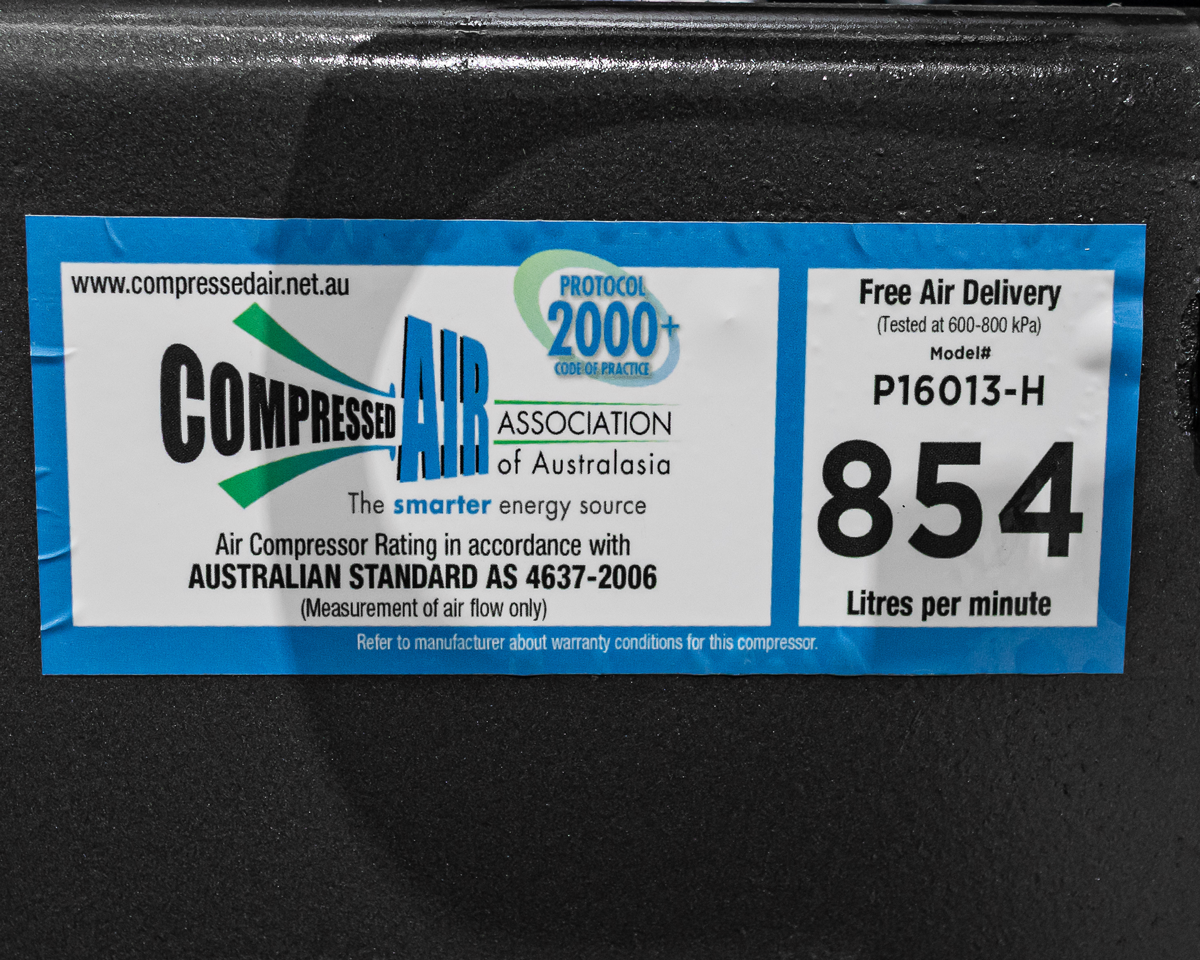 www.compressedair.net.au
PROTOCOL
2000+
CODE OF PRACTICE
COMPRESSED AIR ASSOCIATION
of Australasia
The smarter energy source
Air Compressor Rating in accordance with
AUSTRALIAN STANDARD AS 4637-2006
(Measurement of air flow only)
Refer to manufacturer about warranty conditions for this compressor.
Free Air Delivery
(Tested at 600-800 kPa)
Model#
P16013-H
854
Litres per minute